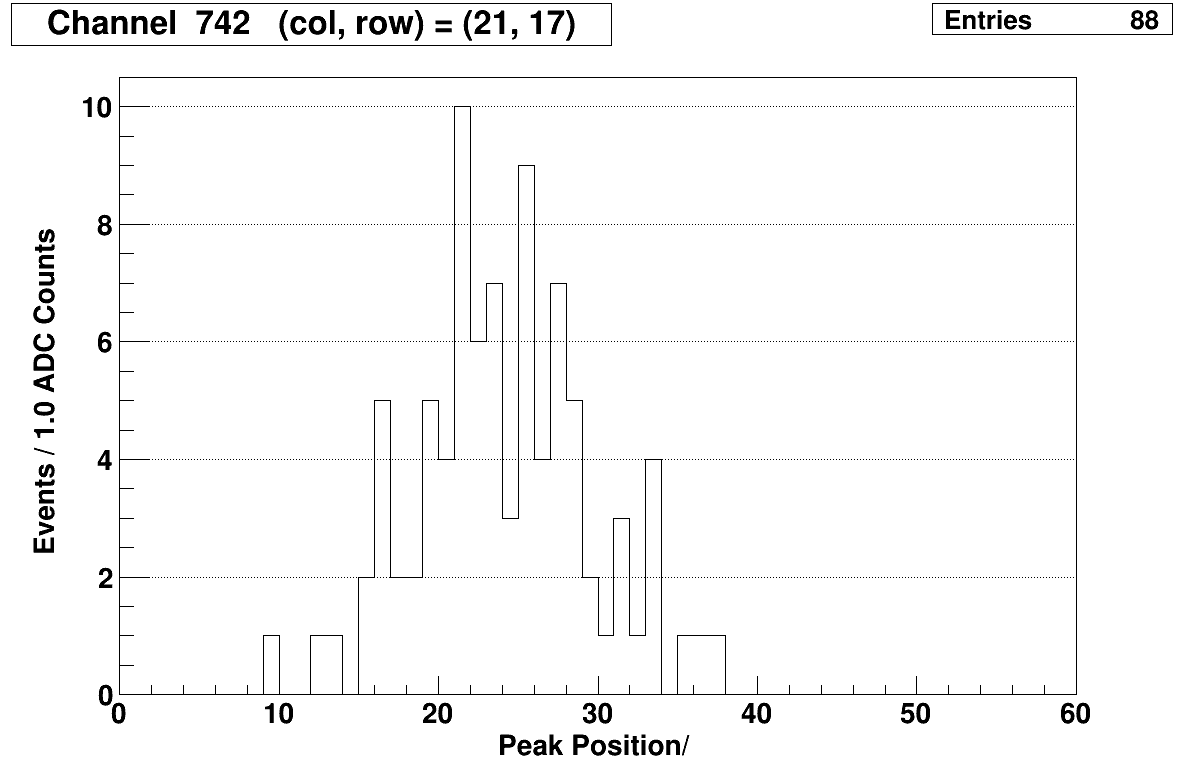 Channel 742 (col, row) = (21, 17)
Entries 88
10
8
6
4
2
0
Events / 1.0 ADC Counts
0 10 20 30 40 50 60
Peak Position/